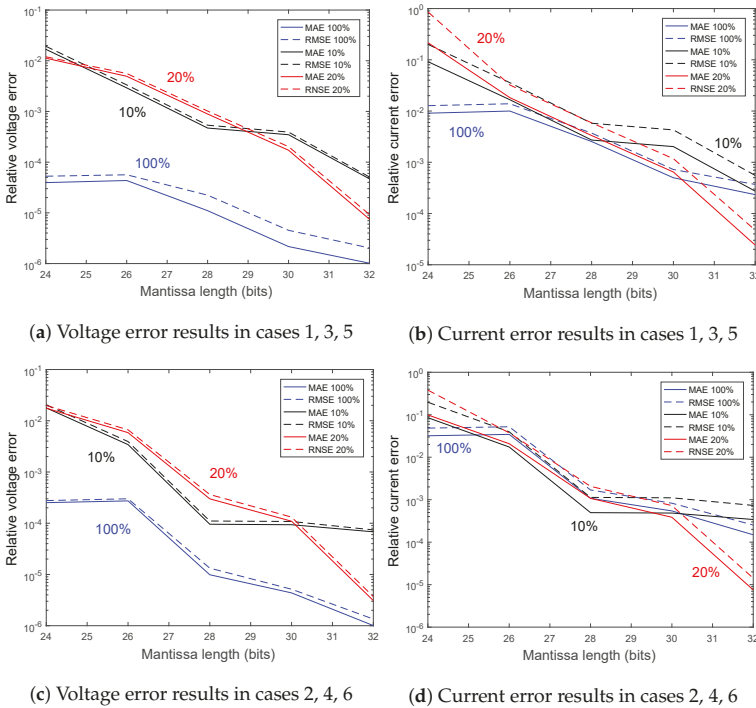 Relative voltage error
10^-1
10^-2
10^-3
10^-4
10^-5
10^-6
MAE 100%
RMSE 100%
MAE 10%
RMSE 10%
MAE 20%
RNSE 20%
20%
10%
100%
24 25 26 27 28 29 30 31 32
Mantissa length (bits)
(a) Voltage error results in cases 1, 3, 5
Relative current error
10^0
10^-1
10^-2
10^-3
10^-4
10^-5
MAE 100%
RMSE 100%
MAE 10%
RMSE 10%
MAE 20%
RNSE 20%
20%
100%
10%
24 25 26 27 28 29 30 31 32
Mantissa length (bits)
(b) Current error results in cases 1, 3, 5
Relative voltage error
10^-1
10^-2
10^-3
10^-4
10^-5
10^-6
MAE 100%
RMSE 100%
MAE 10%
RMSE 10%
MAE 20%
RNSE 20%
10%
20%
100%
24 25 26 27 28 29 30 31 32
Mantissa length (bits)
(c) Voltage error results in cases 2, 4, 6
Relative current error
10^0
10^-1
10^-2
10^-3
10^-4
10^-5
10^-6
MAE 100%
RMSE 100%
MAE 10%
RMSE 10%
MAE 20%
RNSE 20%
100%
10%
20%
24 25 26 27 28 29 30 31 32
Mantissa length (bits)
(d) Current error results in cases 2, 4, 6